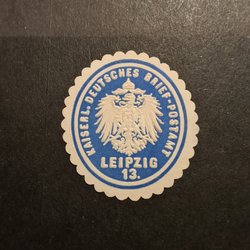 KAISERL. DEUTSCHES BRIEF-POSTAMT
LEIPZIG
13.